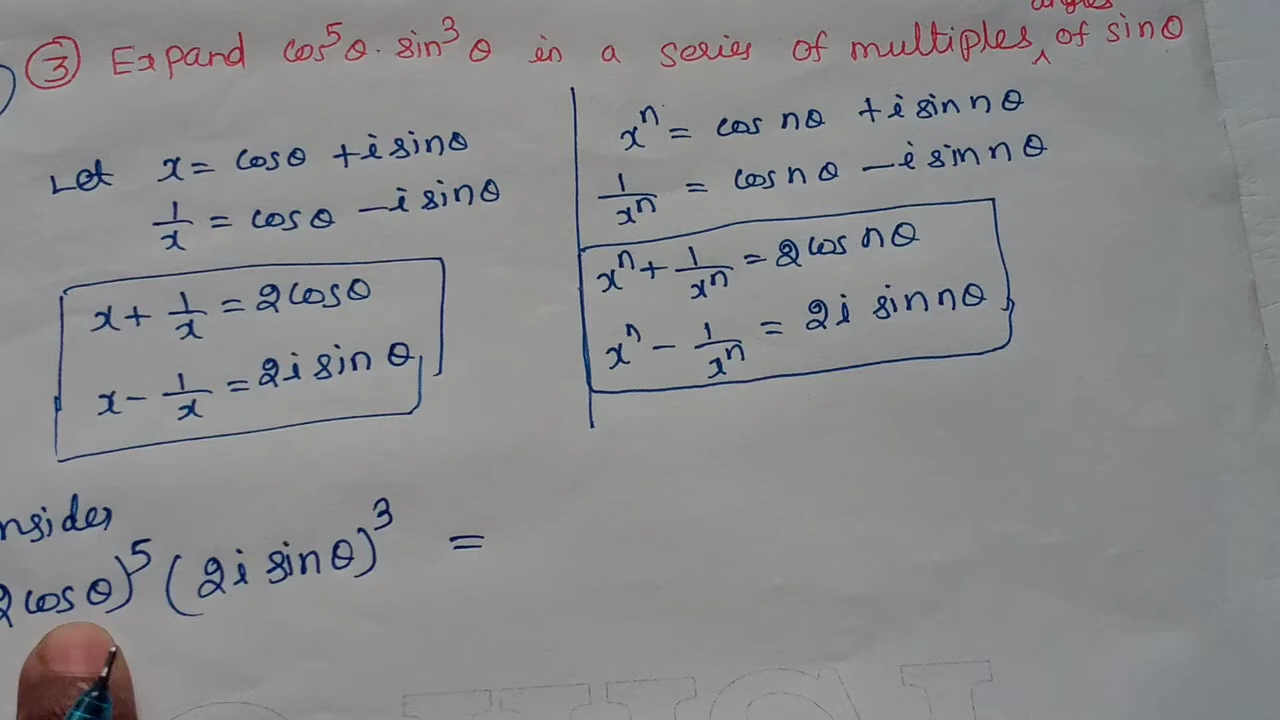 angles
③ Expand cos⁵θ · sin³θ in a series of multiples ^ of sinθ
Let x = cosθ + i sinθ
1/x = cosθ – i sinθ
x + 1/x = 2cosθ
x – 1/x = 2i sinθ
xⁿ = cos nθ + i sin nθ
1/xⁿ = cos nθ – i sin nθ
xⁿ + 1/xⁿ = 2cos nθ
xⁿ – 1/xⁿ = 2i sin nθ
nsider
2cosθ)⁵ (2i sinθ)³ =